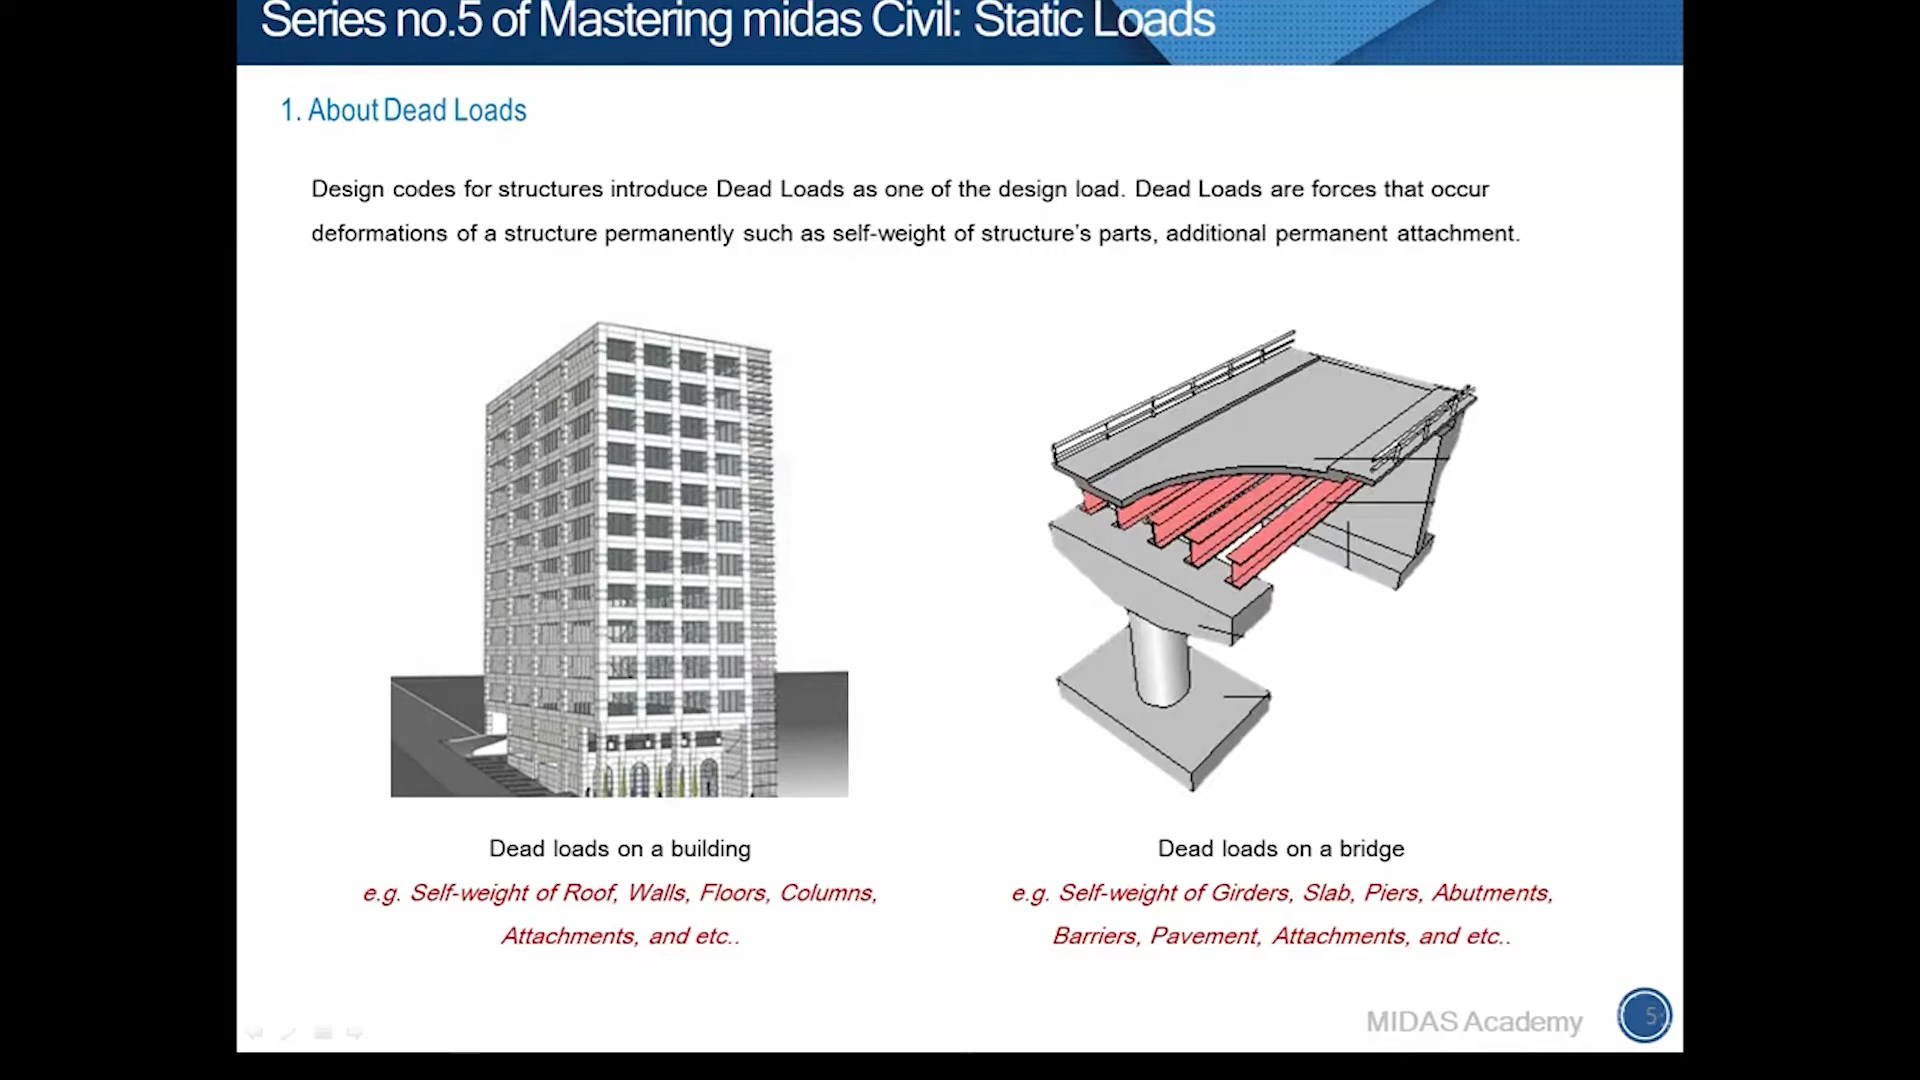 Series no.5 of Mastering midas Civil: Static Loads
1. About Dead Loads
Design codes for structures introduce Dead Loads as one of the design load. Dead Loads are forces that occur
deformations of a structure permanently such as self-weight of structure's parts, additional permanent attachment.
Dead loads on a building
e.g. Self-weight of Roof, Walls, Floors, Columns,
Attachments, and etc..
Dead loads on a bridge
e.g. Self-weight of Girders, Slab, Piers, Abutments,
Barriers, Pavement, Attachments, and etc..
MIDAS Academy
5